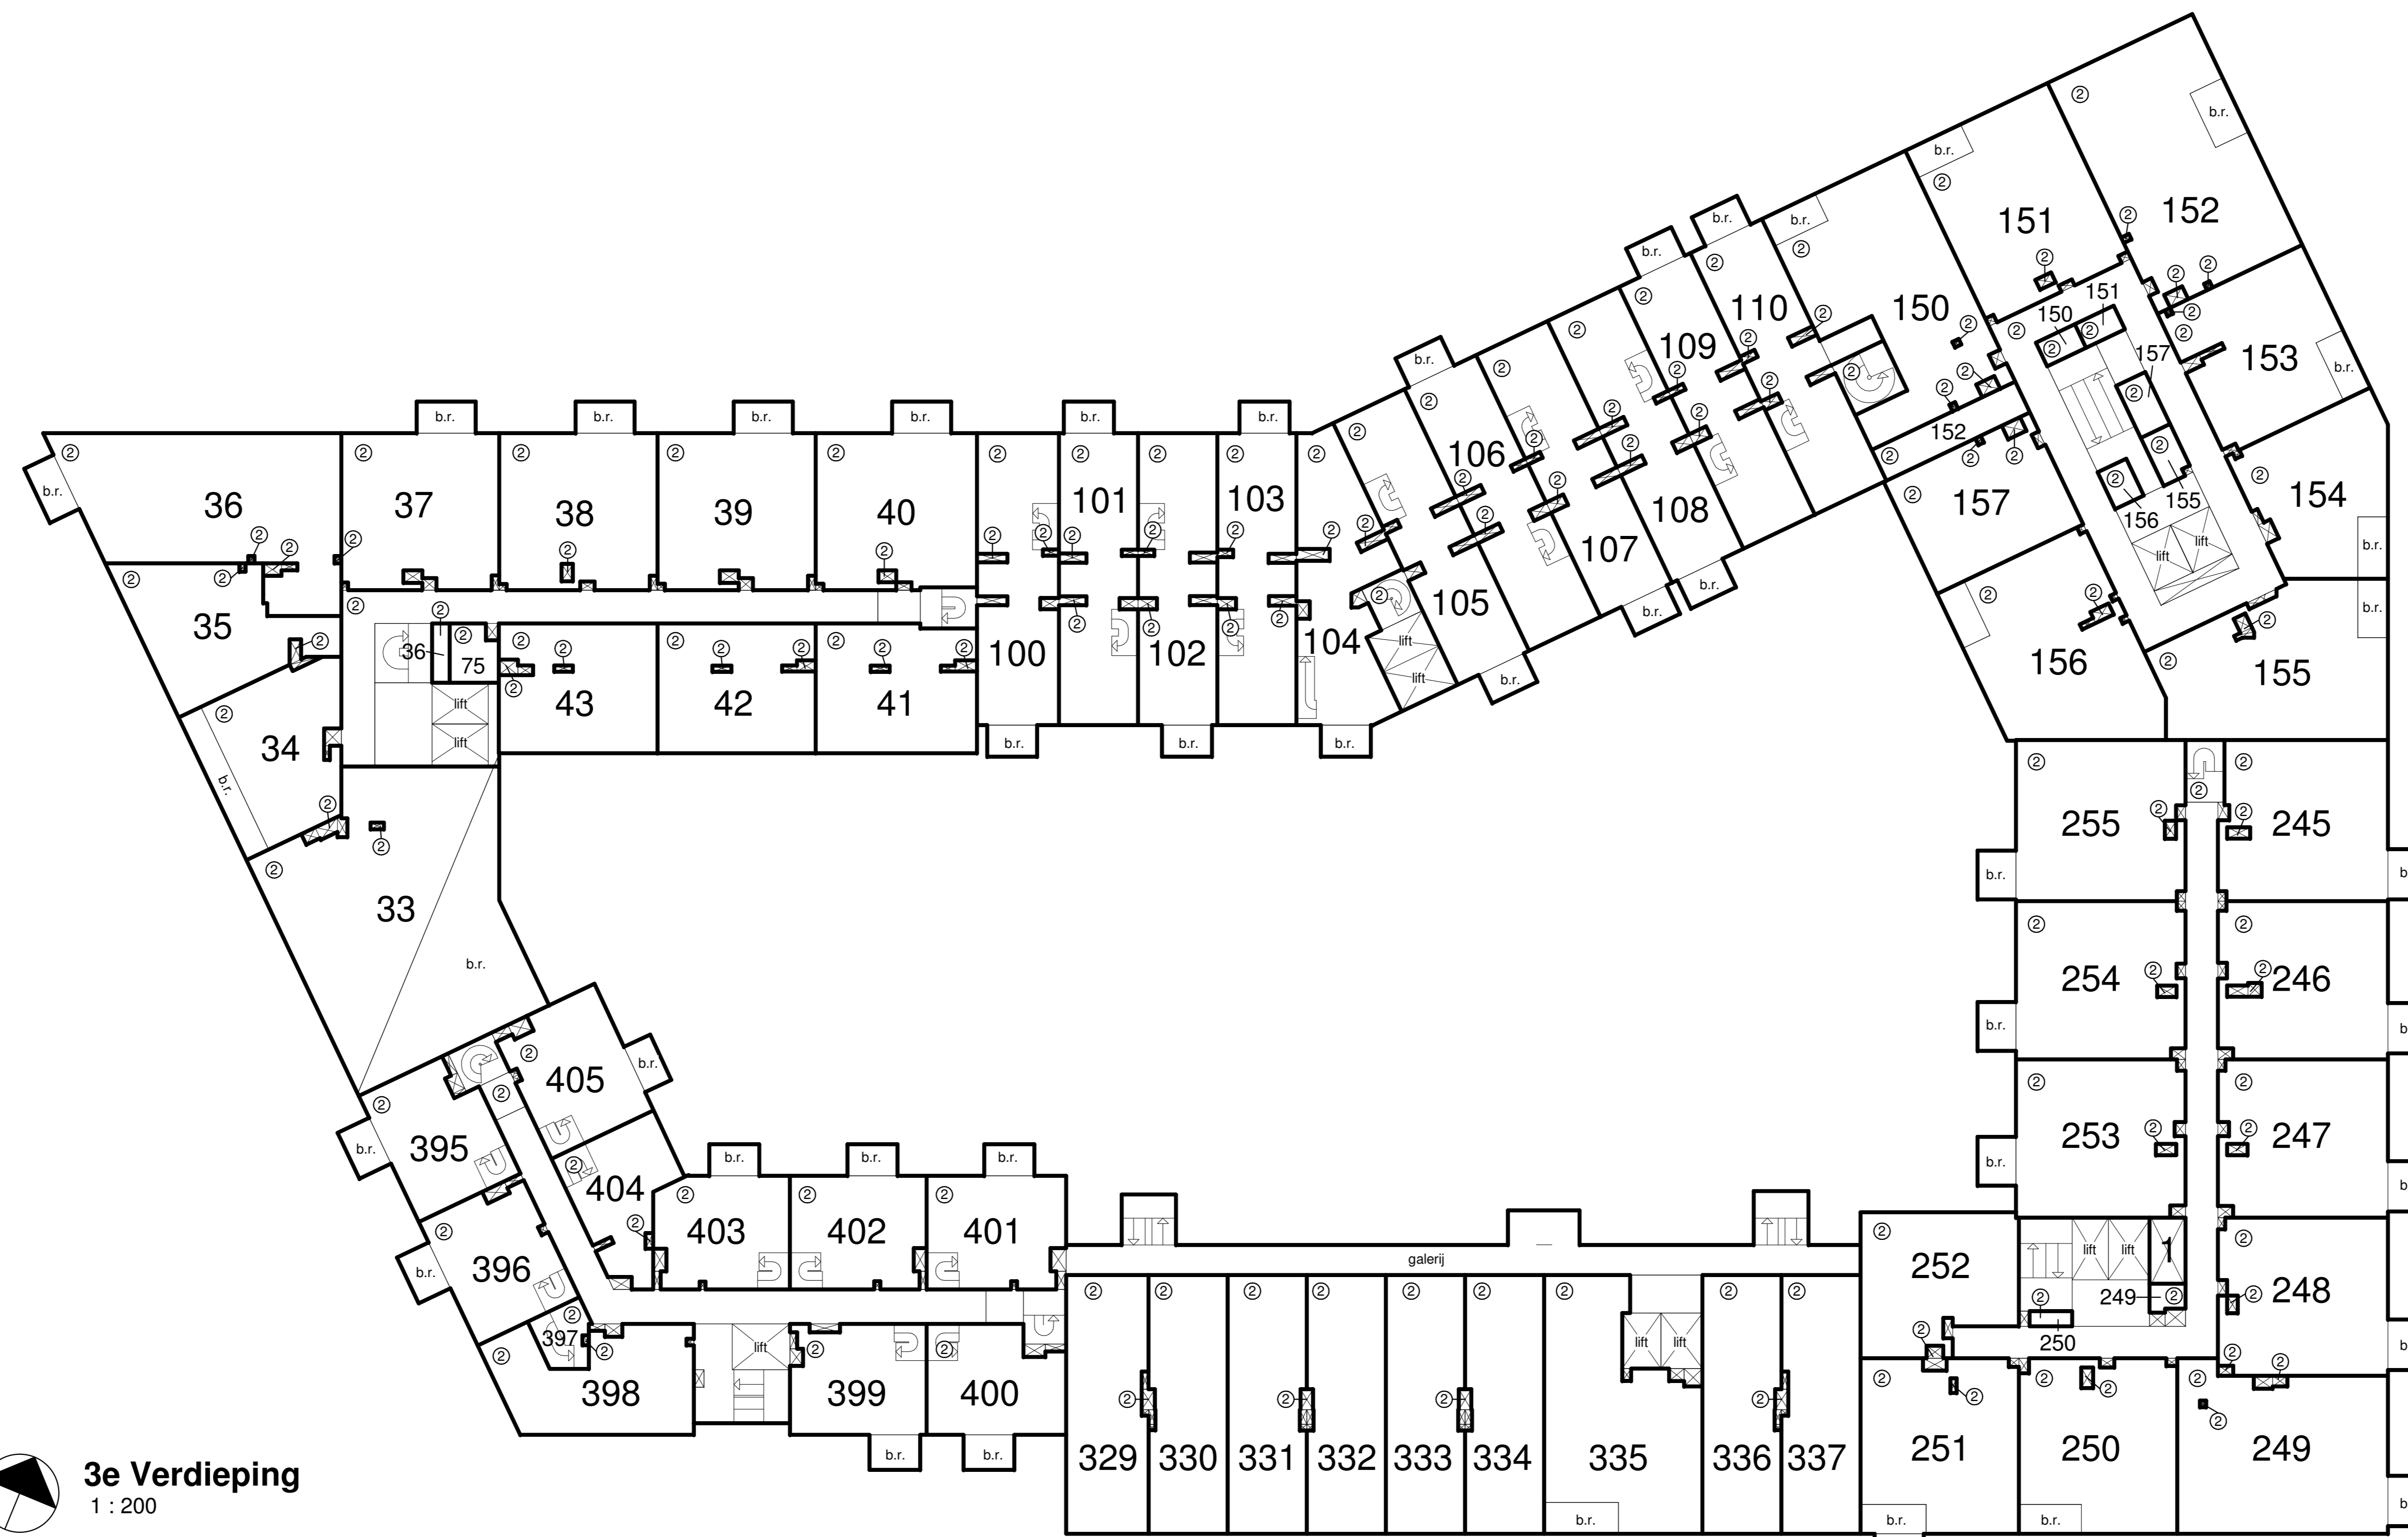 b.r.
152
151
b.r.
b.r.
b.r.
b.r.
b.r.
150
151
150
110
109
157
153
b.r.
b.r.
b.r.
b.r.
b.r.
b.r.
b.r.
b.r.
152
106
36
37
38
39
40
101
103
b.r.
157
155
154
156
108
107
lift
lift
b.r.
105
b.r.
b.r.
b.r.
35
36
75
100
102
104
lift
lift
b.r.
156
155
43
42
41
lift
lift
34
b.r.
b.r.
b.r.
b.r.
255
245
b.r.
b
33
b.r.
254
246
b.r.
b
405
b.r.
395
b.r.
253
247
b.r.
b
b.r.
b.r.
b.r.
404
403
402
401
galerij
396
b.r.
252
lift
lift
1
249
248
397
lift
lift
lift
250
b
398
399
400
329
330
331
332
333
334
335
336
337
251
250
249
b.r.
b.r.
b.r.
b.r.
b.r.
b
3e Verdieping
1 : 200